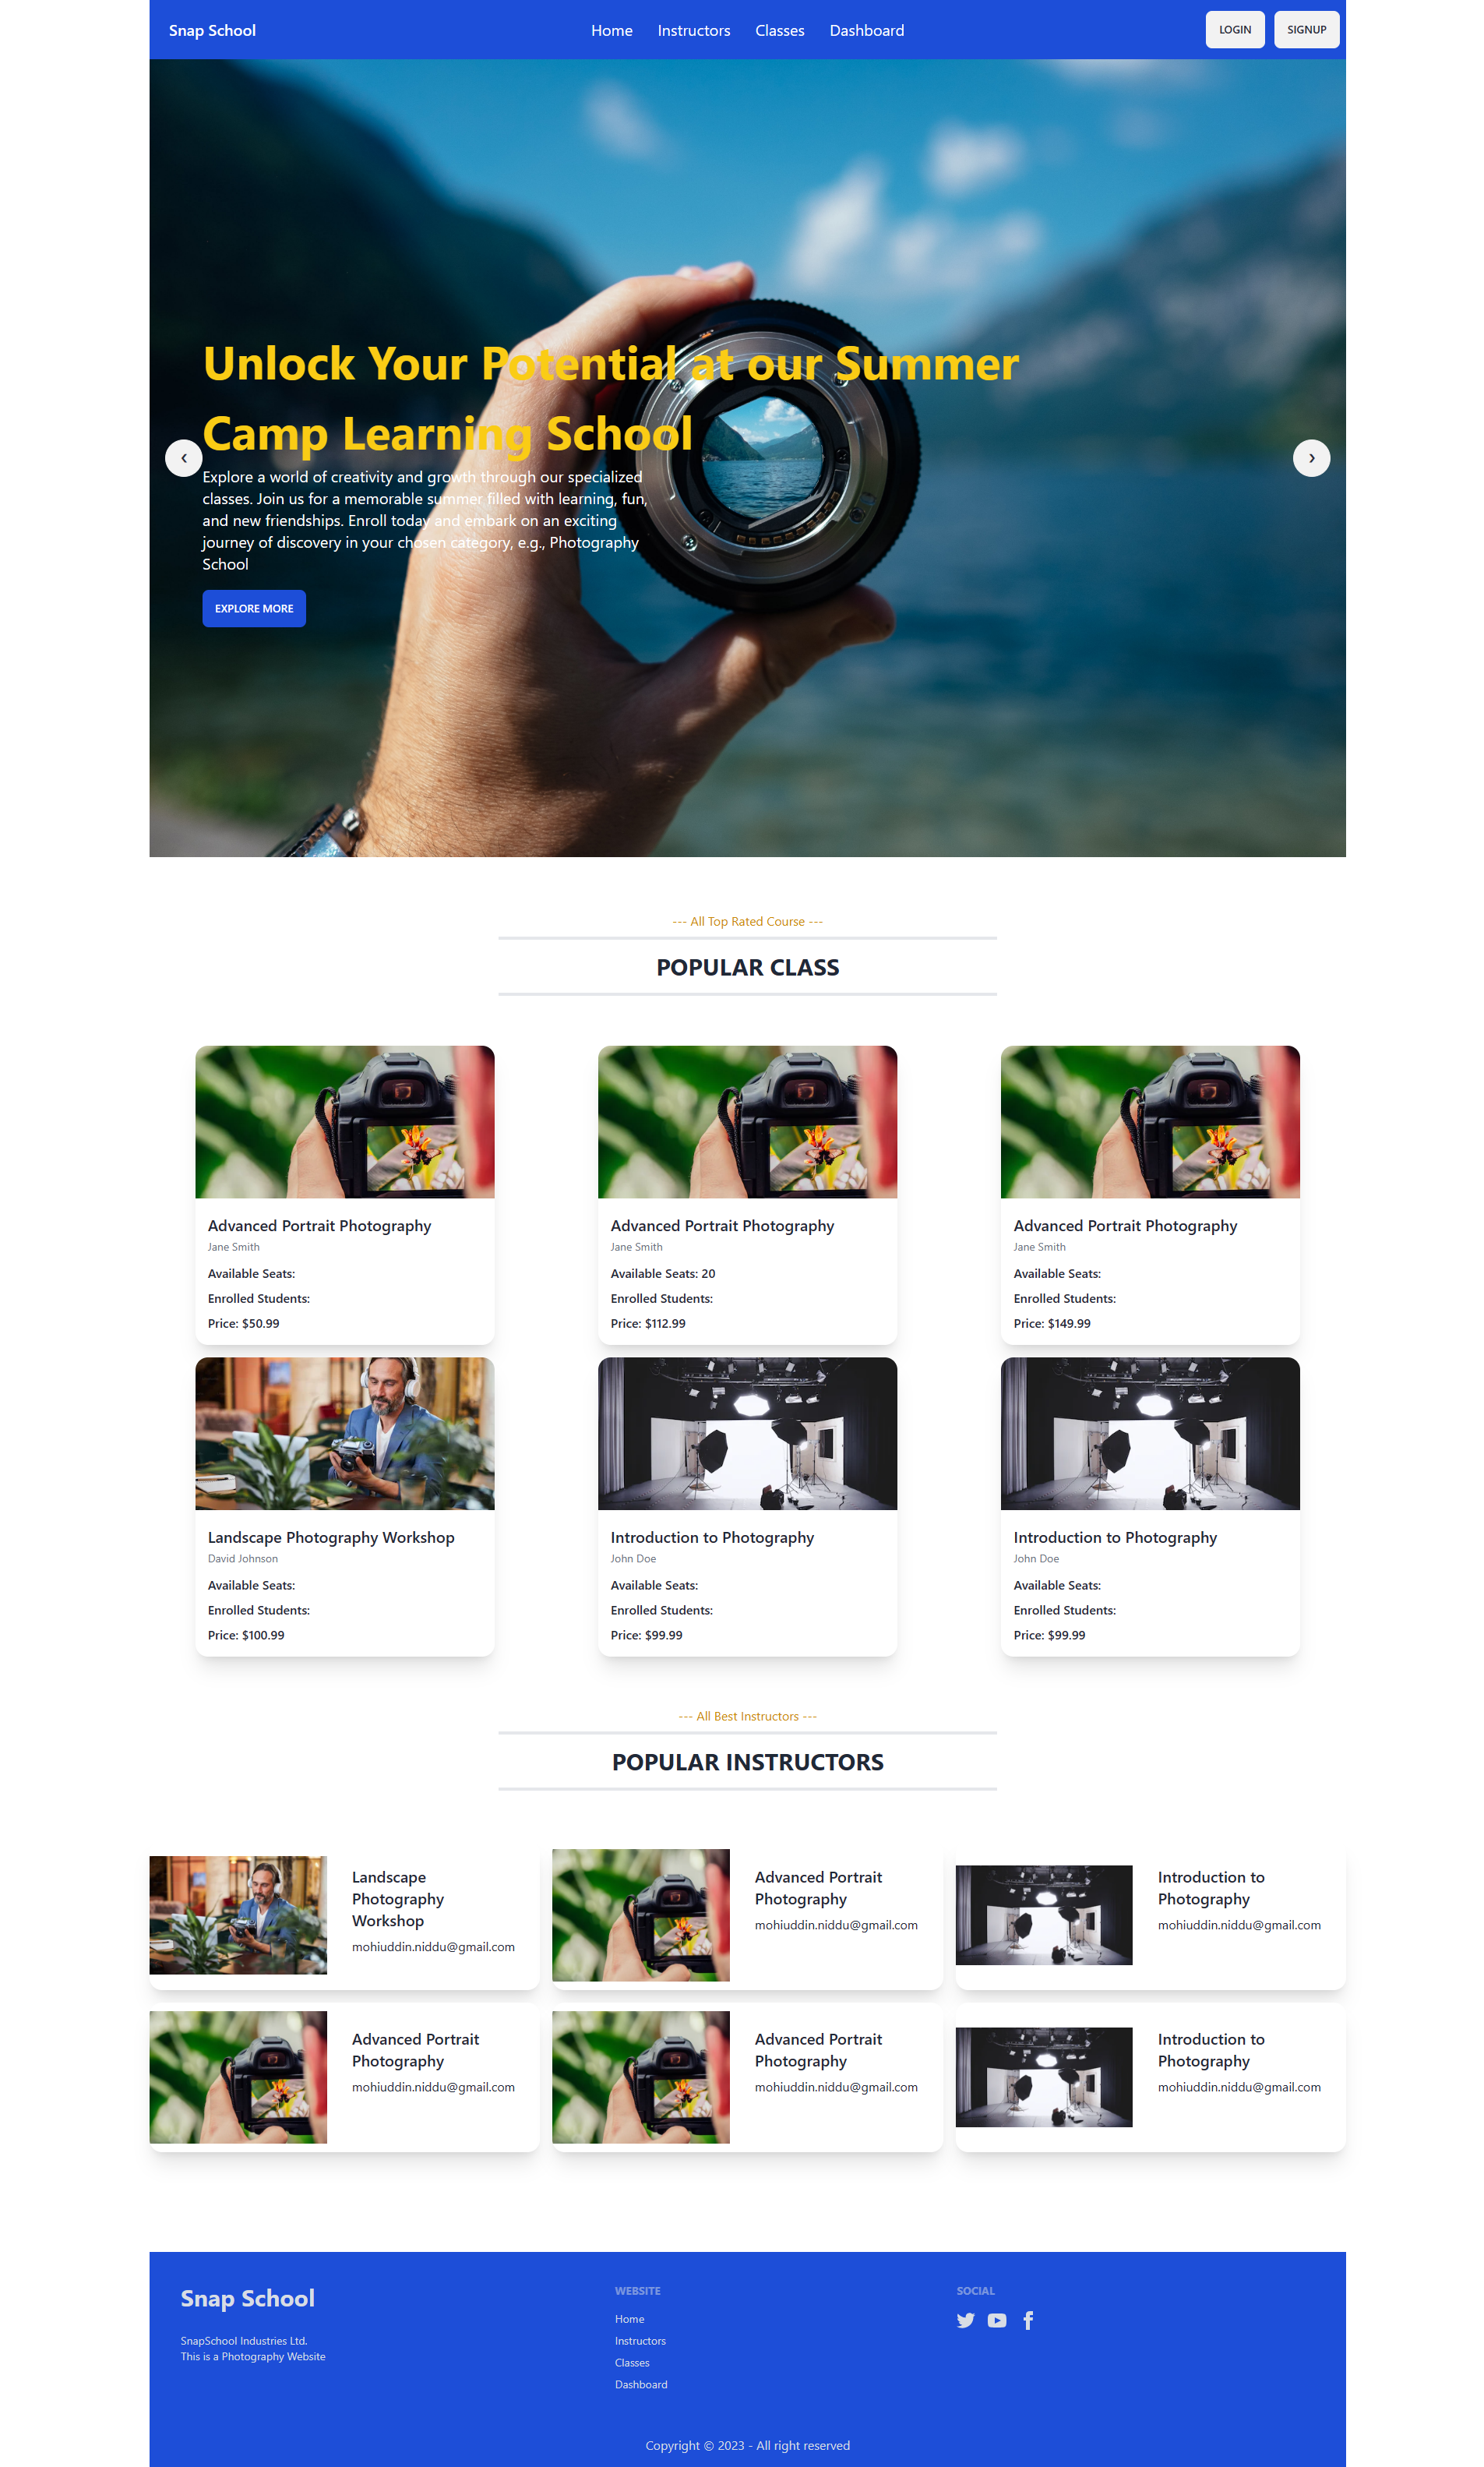 Snap School
Home Instructors Classes Dashboard
LOGIN SIGNUP
Unlock Your Potential at our Summer
Camp Learning School
‹ ›
Explore a world of creativity and growth through our specialized
classes. Join us for a memorable summer filled with learning, fun,
and new friendships. Enroll today and embark on an exciting
journey of discovery in your chosen category, e.g., Photography
School
EXPLORE MORE
--- All Top Rated Course ---
POPULAR CLASS
Advanced Portrait Photography
Jane Smith
Available Seats:
Enrolled Students:
Price: $50.99
Advanced Portrait Photography
Jane Smith
Available Seats: 20
Enrolled Students:
Price: $112.99
Advanced Portrait Photography
Jane Smith
Available Seats:
Enrolled Students:
Price: $149.99
Landscape Photography Workshop
David Johnson
Available Seats:
Enrolled Students:
Price: $100.99
Introduction to Photography
John Doe
Available Seats:
Enrolled Students:
Price: $99.99
Introduction to Photography
John Doe
Available Seats:
Enrolled Students:
Price: $99.99
--- All Best Instructors ---
POPULAR INSTRUCTORS
Landscape
Photography
Workshop
mohiuddin.niddu@gmail.com
Advanced Portrait
Photography
mohiuddin.niddu@gmail.com
Introduction to
Photography
mohiuddin.niddu@gmail.com
Advanced Portrait
Photography
mohiuddin.niddu@gmail.com
Advanced Portrait
Photography
mohiuddin.niddu@gmail.com
Introduction to
Photography
mohiuddin.niddu@gmail.com
Snap School
SnapSchool Industries Ltd.
This is a Photography Website
WEBSITE
Home
Instructors
Classes
Dashboard
SOCIAL
Copyright © 2023 - All right reserved